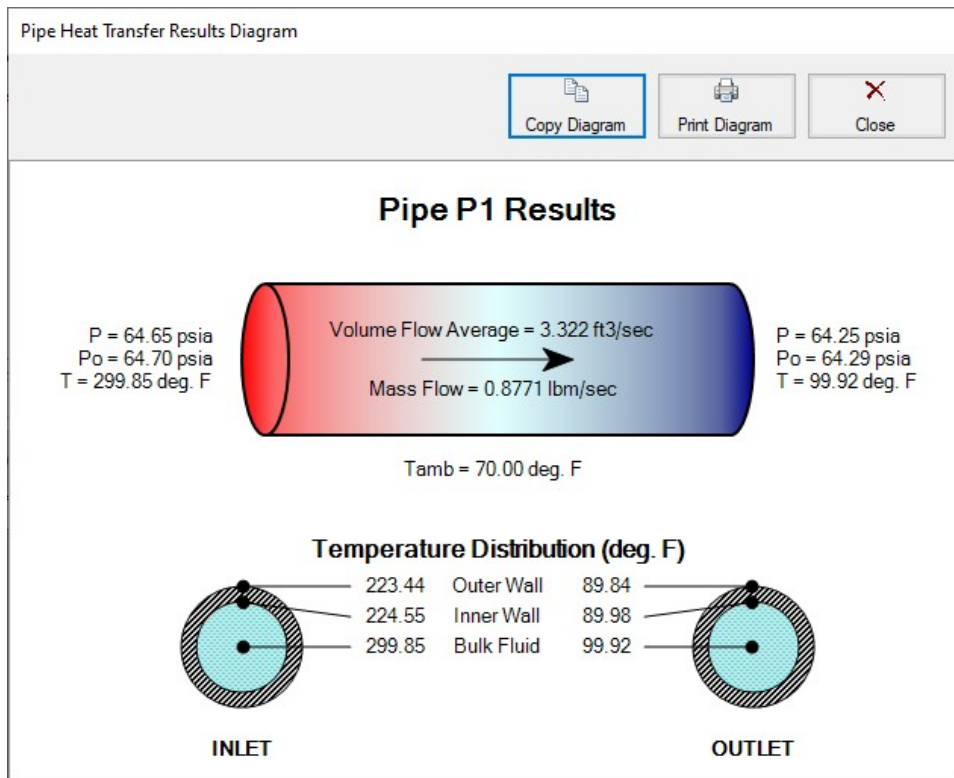 Pipe Heat Transfer Results Diagram
Copy Diagram
Print Diagram
Close
Pipe P1 Results
P = 64.65 psia
Po = 64.70 psia
T = 299.85 deg. F
Volume Flow Average = 3.322 ft3/sec
Mass Flow = 0.8771 lbm/sec
P = 64.25 psia
Po = 64.29 psia
T = 99.92 deg. F
Tamb = 70.00 deg. F
Temperature Distribution (deg. F)
223.44 Outer Wall 89.84
224.55 Inner Wall 89.98
299.85 Bulk Fluid 99.92
INLET
OUTLET